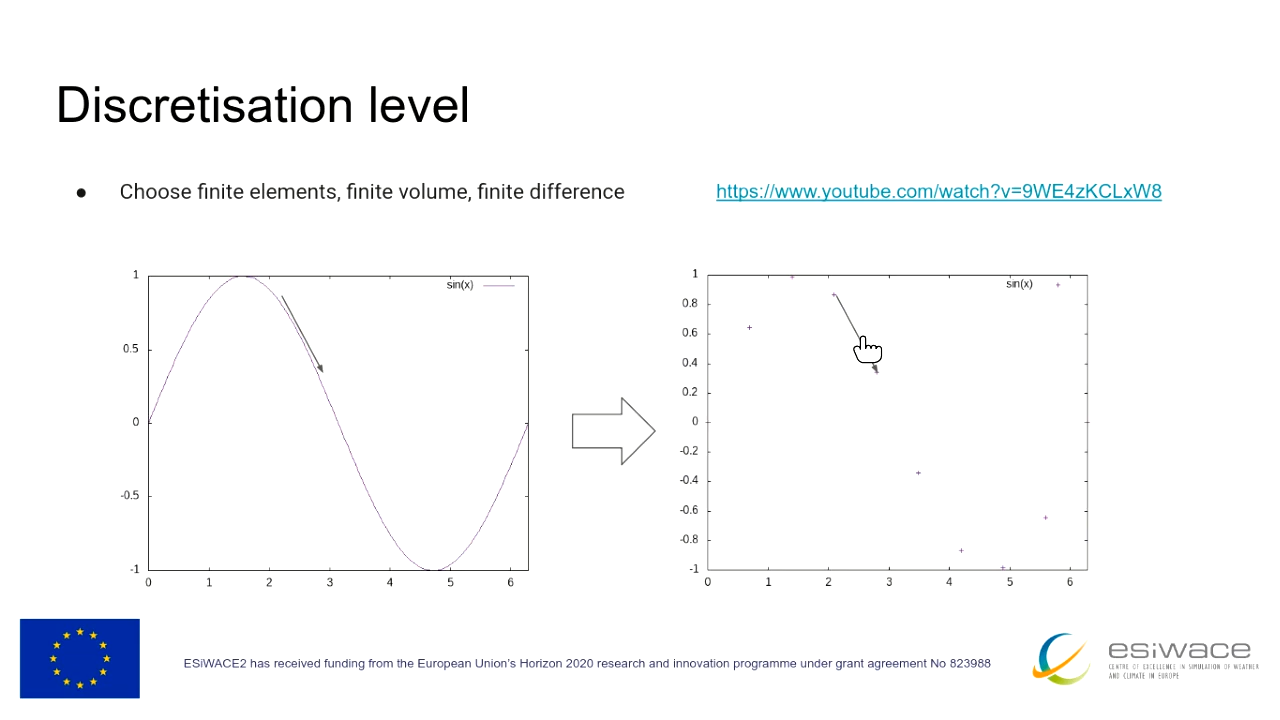 Discretisation level
● Choose finite elements, finite volume, finite difference
https://www.youtube.com/watch?v=9WE4zKCLxW8
sin(x)
1
0.5
0
-0.5
-1
0 1 2 3 4 5 6
sin(x)
1
0.8
0.6
0.4
0.2
0
-0.2
-0.4
-0.6
-0.8
-1
0 1 2 3 4 5 6
ESiWACE2 has received funding from the European Union's Horizon 2020 research and innovation programme under grant agreement No 823988
esiwace
CENTRE OF EXCELLENCE IN SIMULATION OF WEATHER
AND CLIMATE IN EUROPE